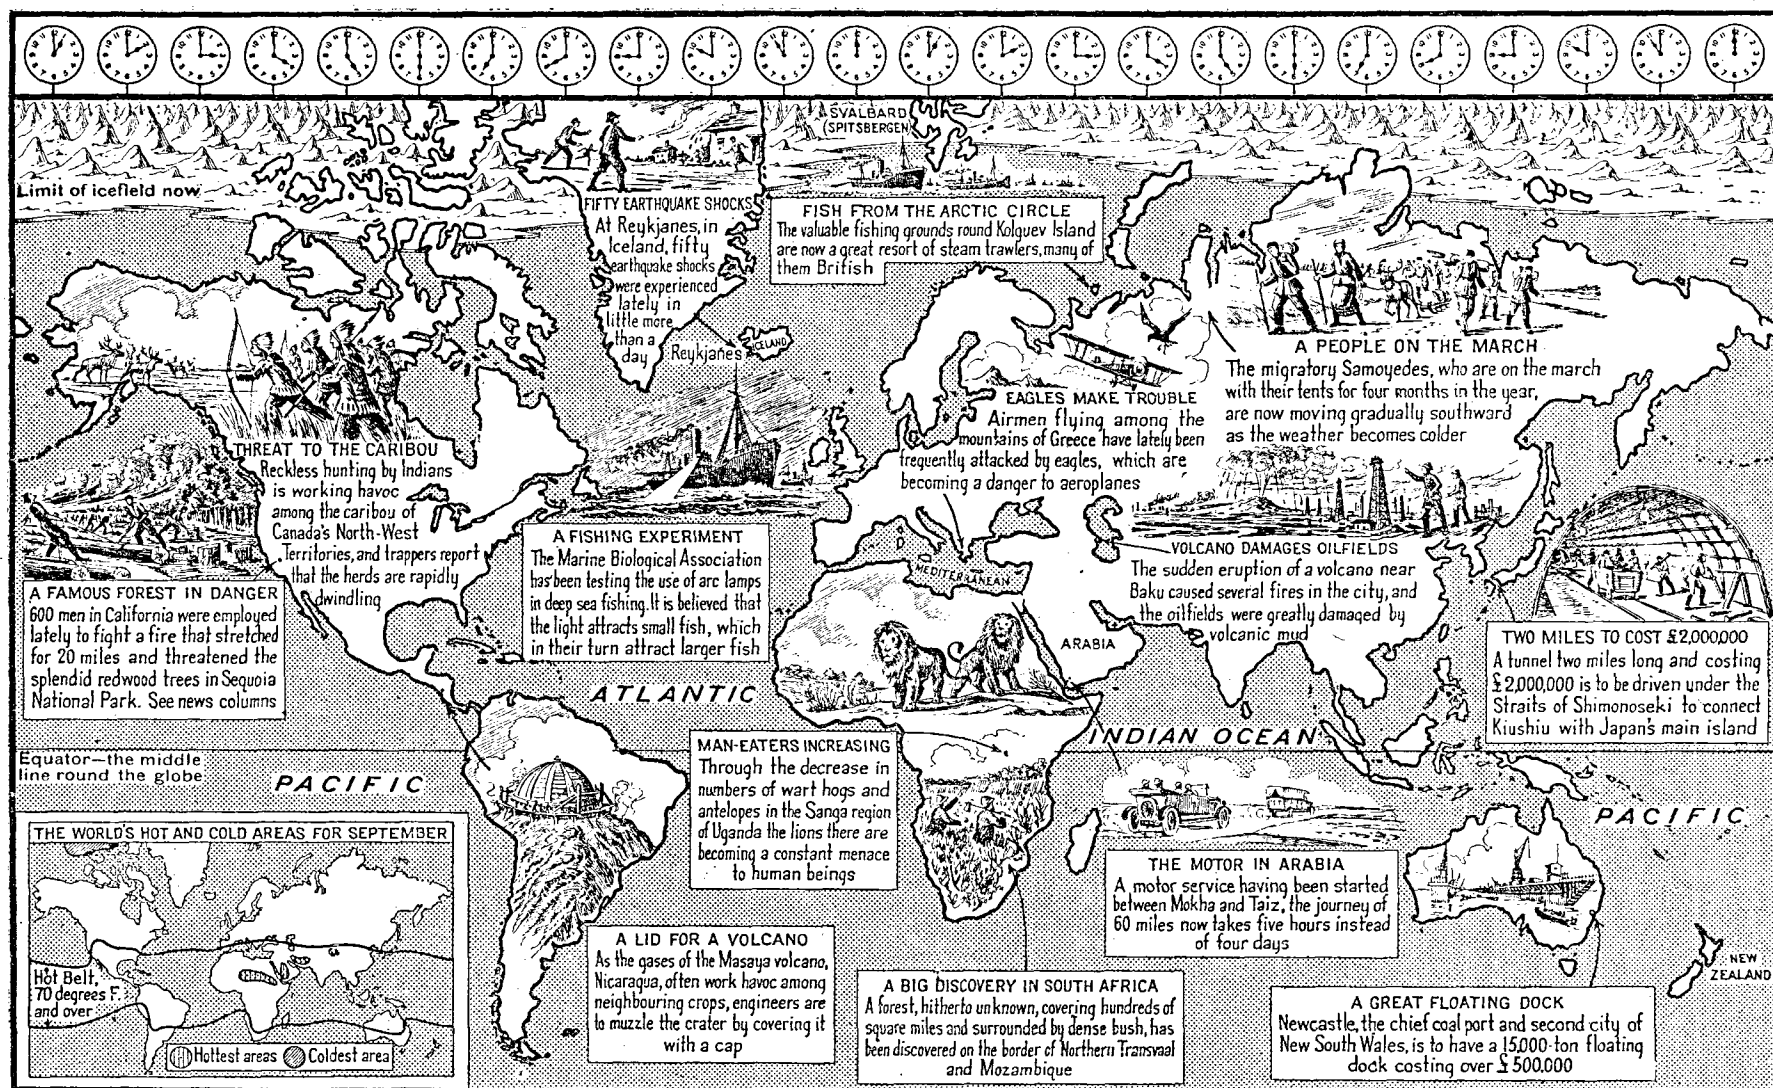 SVALBARD
(SPITSBERGEN
Limit of icefield now
FIFTY EARTHQUAKE SHOCKS
At Reykjanes, in
Iceland, fifty
earthquake shocks
were experienced
lately in
little more
than a
day
Reykjanes
ICELAND
FISH FROM THE ARCTIC CIRCLE
The valuable fishing grounds round Kolguev Island
are now a great resort of steam trawlers, many of
them British
A PEOPLE ON THE MARCH
The migratory Samoyedes, who are on the march
with their tents for four months in the year,
are now moving gradually southward
as the weather becomes colder
EAGLES MAKE TROUBLE
Airmen flying among the
mountains of Greece have lately been
frequently attacked by eagles, which are
becoming a danger to aeroplanes
THREAT TO THE CARIBOU
Reckless hunting by Indians
is working havoc
among the caribou of
Canada's North-West
Territories, and trappers report
that the herds are rapidly
dwindling
A FISHING EXPERIMENT
The Marine Biological Association
has been testing the use of arc lamps
in deep sea fishing. It is believed that
the light attracts small fish, which
in their turn attract larger fish
VOLCANO DAMAGES OILFIELDS
The sudden eruption of a volcano near
Baku caused several fires in the city, and
the oilfields were greatly damaged by
volcanic mud
MEDITERRANEAN
ARABIA
A FAMOUS FOREST IN DANGER
600 men in California were employed
lately to fight a fire that stretched
for 20 miles and threatened the
splendid redwood trees in Sequoia
National Park. See news columns
TWO MILES TO COST £2,000,000
A tunnel two miles long and costing
£2,000,000 is to be driven under the
Straits of Shimonoseki to connect
Kiushiu with Japan's main island
ATLANTIC
INDIAN OCEAN
Equator—the middle
line round the globe
PACIFIC
MAN-EATERS INCREASING
Through the decrease in
numbers of wart hogs and
antelopes in the Sanga region
of Uganda the lions there are
becoming a constant menace
to human beings
PACIFIC
THE WORLD'S HOT AND COLD AREAS FOR SEPTEMBER
Hot Belt,
70 degrees F.
and over
Hottest areas
Coldest area
THE MOTOR IN ARABIA
A motor service having been started
between Mokha and Taiz, the journey of
60 miles now takes five hours instead
of four days
A LID FOR A VOLCANO
As the gases of the Masaya volcano,
Nicaragua, often work havoc among
neighbouring crops, engineers are
to muzzle the crater by covering it
with a cap
A BIG DISCOVERY IN SOUTH AFRICA
A forest, hitherto unknown, covering hundreds of
square miles and surrounded by dense bush, has
been discovered on the border of Northern Transvaal
and Mozambique
NEW
ZEALAND
A GREAT FLOATING DOCK
Newcastle, the chief coal port and second city of
New South Wales, is to have a 15,000-ton floating
dock costing over £500,000